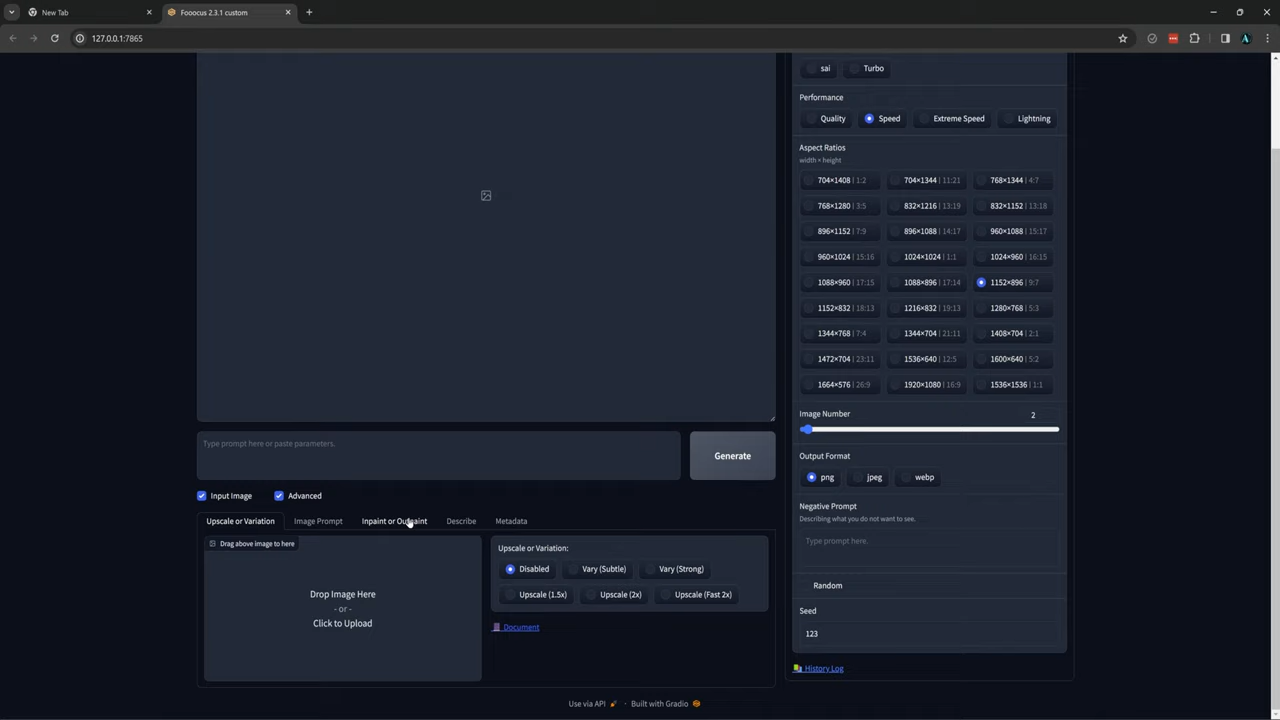 New Tab
Fooocus 2.3.1 custom
127.0.0.1:7865
sai
Turbo
Performance
Quality
Speed
Extreme Speed
Lightning
Aspect Ratios
width × height
704×1408 | 1:2
704×1344 | 11:21
768×1344 | 4:7
768×1280 | 3:5
832×1216 | 13:19
832×1152 | 13:18
896×1152 | 7:9
896×1088 | 14:17
960×1088 | 15:17
960×1024 | 15:16
1024×1024 | 1:1
1024×960 | 16:15
1088×960 | 17:15
1088×896 | 17:14
1152×896 | 9:7
1152×832 | 18:13
1216×832 | 19:13
1280×768 | 5:3
1344×768 | 7:4
1344×704 | 21:11
1408×704 | 2:1
1472×704 | 23:11
1536×640 | 12:5
1600×640 | 5:2
1664×576 | 26:9
1920×1080 | 16:9
1536×1536 | 1:1
Image Number
2
Output Format
png
jpeg
webp
Negative Prompt
Describing what you do not want to see.
Type prompt here.
Random
Seed
123
History Log
Type prompt here or paste parameters.
Generate
Input Image
Advanced
Upscale or Variation
Image Prompt
Inpaint or Outpaint
Describe
Metadata
Drag above image to here
Drop Image Here
- or -
Click to Upload
Upscale or Variation:
Disabled
Vary (Subtle)
Vary (Strong)
Upscale (1.5x)
Upscale (2x)
Upscale (Fast 2x)
Document
Use via API
·
Built with Gradio